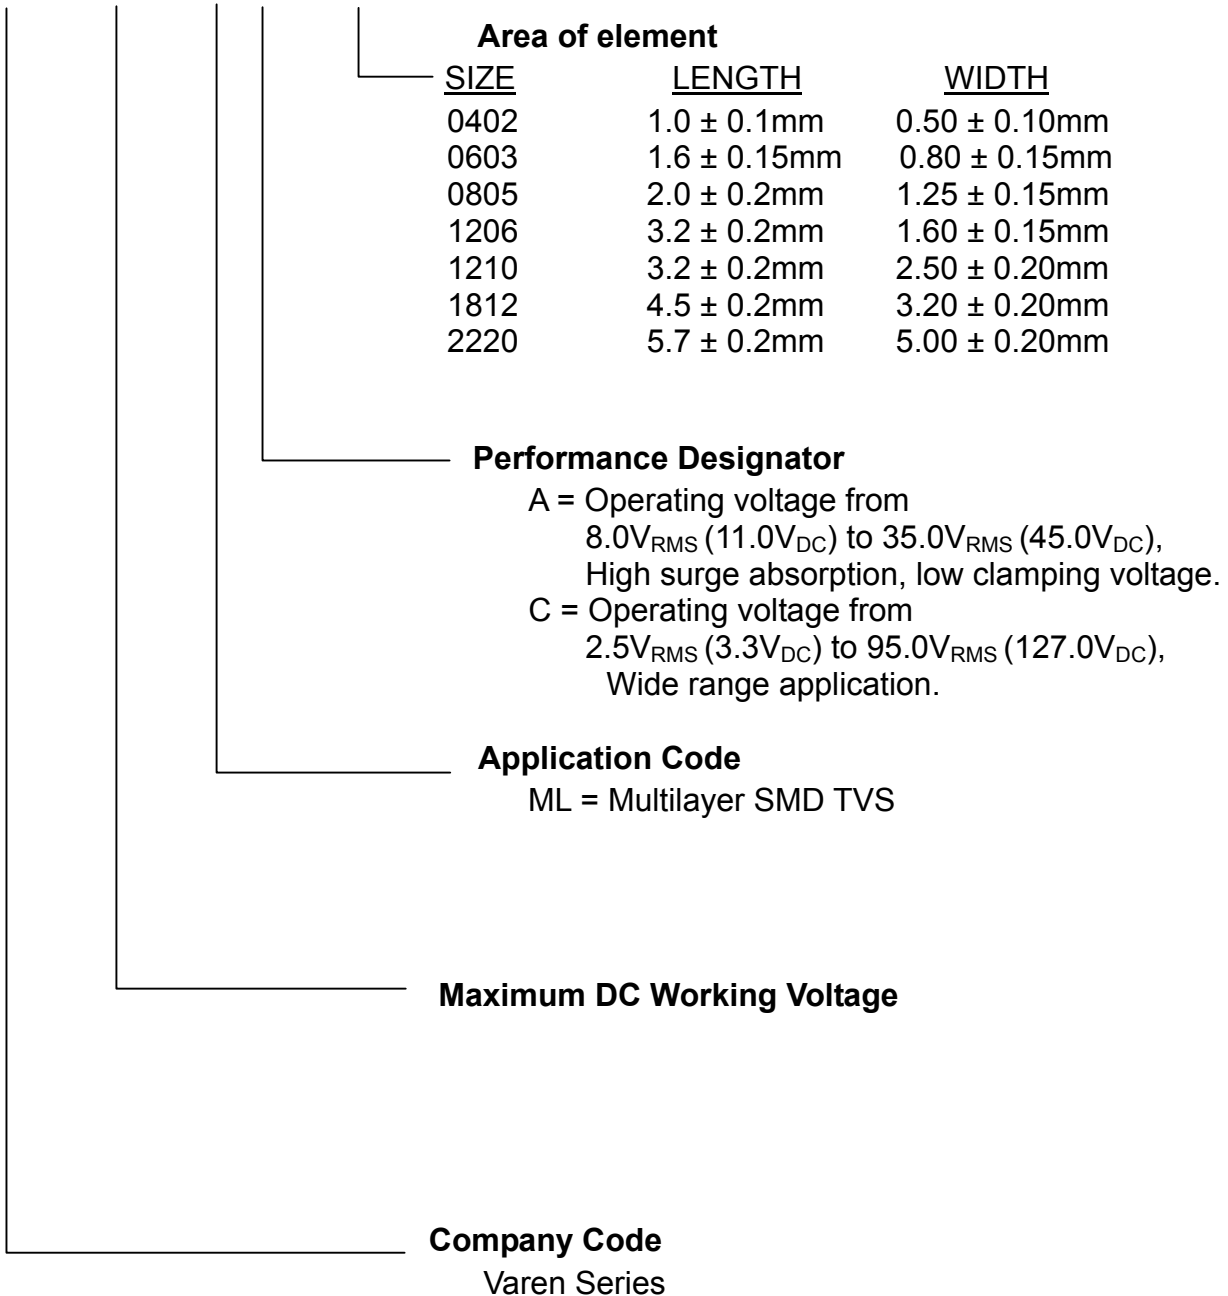 Area of element
SIZE LENGTH WIDTH
0402 1.0 ± 0.1mm 0.50 ± 0.10mm
0603 1.6 ± 0.15mm 0.80 ± 0.15mm
0805 2.0 ± 0.2mm 1.25 ± 0.15mm
1206 3.2 ± 0.2mm 1.60 ± 0.15mm
1210 3.2 ± 0.2mm 2.50 ± 0.20mm
1812 4.5 ± 0.2mm 3.20 ± 0.20mm
2220 5.7 ± 0.2mm 5.00 ± 0.20mm
Performance Designator
A = Operating voltage from
8.0VRMS (11.0VDC) to 35.0VRMS (45.0VDC),
High surge absorption, low clamping voltage.
C = Operating voltage from
2.5VRMS (3.3VDC) to 95.0VRMS (127.0VDC),
Wide range application.
Application Code
ML = Multilayer SMD TVS
Maximum DC Working Voltage
Company Code
Varen Series